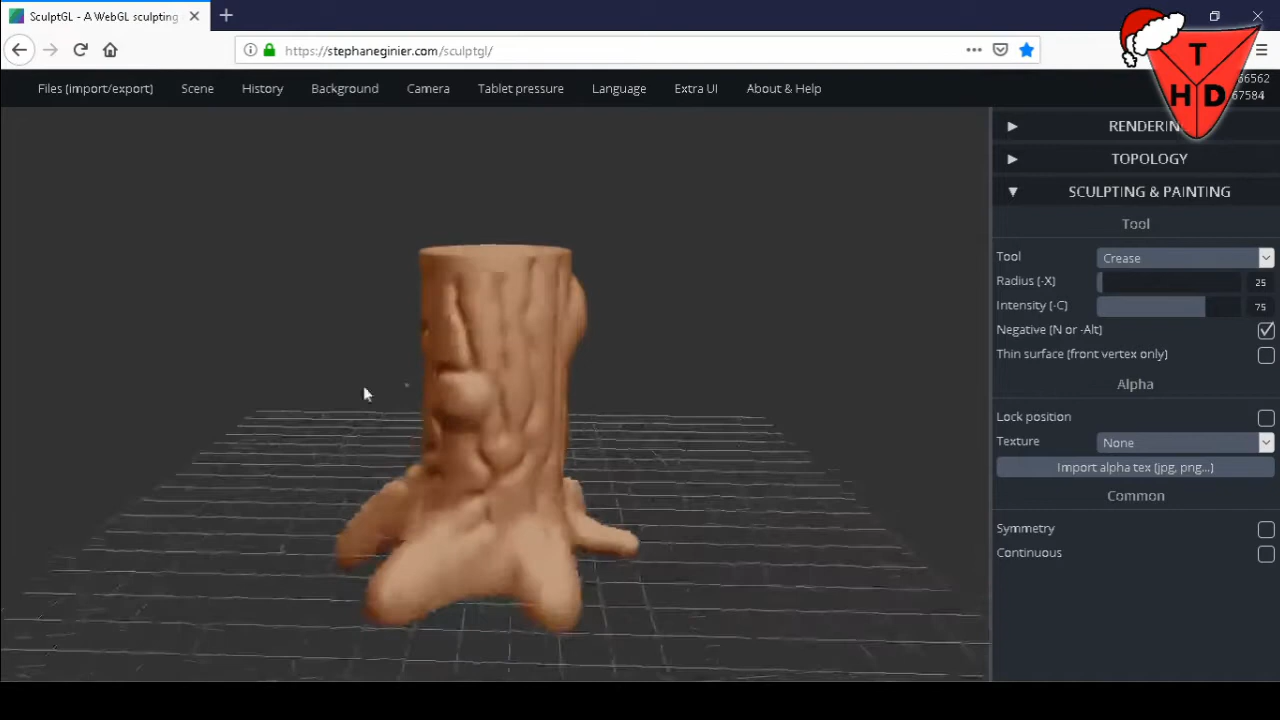 SculptGL - A WebGL sculpting
https://stephaneginier.com/sculptgl/
T
H D
Files (import/export) Scene History Background Camera Tablet pressure Language Extra UI About & Help
RENDERIN
TOPOLOGY
SCULPTING & PAINTING
Tool
Tool Crease
Radius (-X) 25
Intensity (-C) 75
Negative (N or -Alt)
Thin surface (front vertex only)
Alpha
Lock position
Texture None
Import alpha tex (jpg, png...)
Common
Symmetry
Continuous